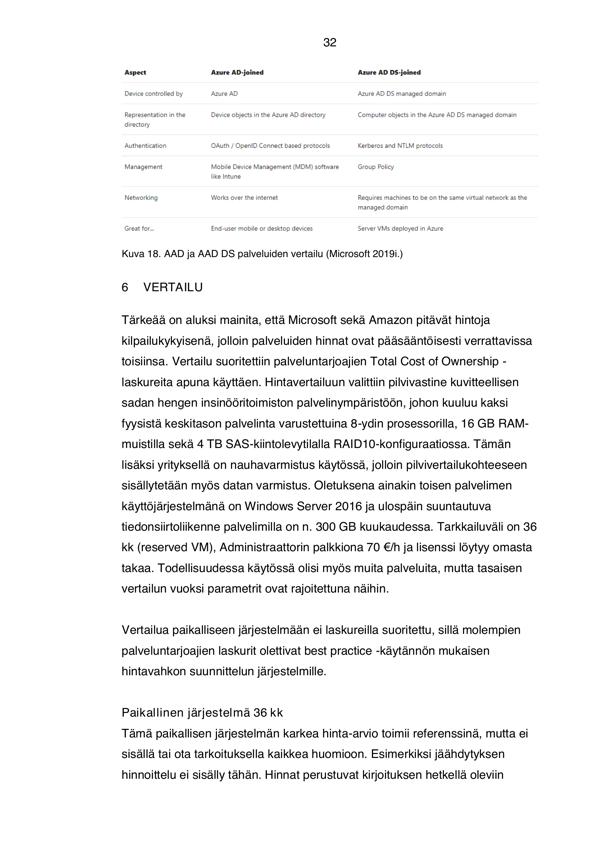 32
Aspect Azure AD-joined Azure AD DS-joined
Device controlled by Azure AD Azure AD DS managed domain
Representation in the Device objects in the Azure AD directory Computer objects in the Azure AD DS managed domain
directory
Authentication OAuth / OpenID Connect based protocols Kerberos and NTLM protocols
Management Mobile Device Management (MDM) software Group Policy
like Intune
Networking Works over the internet Requires machines to be on the same virtual network as the
managed domain
Great for... End-user mobile or desktop devices Server VMs deployed in Azure
Kuva 18. AAD ja AAD DS palveluiden vertailu (Microsoft 2019i.)
6 VERTAILU
Tärkeää on aluksi mainita, että Microsoft sekä Amazon pitävät hintoja
kilpailukykyisenä, jolloin palveluiden hinnat ovat pääsääntöisesti verrattavissa
toisiinsa. Vertailu suoritettiin palveluntarjoajien Total Cost of Ownership -
laskureita apuna käyttäen. Hintavertailuun valittiin pilvivastine kuvitteellisen
sadan hengen insinööritoimiston palvelinympäristöön, johon kuuluu kaksi
fyysistä keskitason palvelinta varustettuina 8-ydin prosessorilla, 16 GB RAM-
muistilla sekä 4 TB SAS-kiintolevytilalla RAID10-konfiguraatiossa. Tämän
lisäksi yrityksellä on nauhavarmistus käytössä, jolloin pilvivertailukohteeseen
sisällytetään myös datan varmistus. Oletuksena ainakin toisen palvelimen
käyttöjärjestelmänä on Windows Server 2016 ja ulospäin suuntautuva
tiedonsiirtoliikenne palvelimilla on n. 300 GB kuukaudessa. Tarkkailuväli on 36
kk (reserved VM), Administraattorin palkkiona 70 €/h ja lisenssi löytyy omasta
takaa. Todellisuudessa käytössä olisi myös muita palveluita, mutta tasaisen
vertailun vuoksi parametrit ovat rajoitettuna näihin.
Vertailua paikalliseen järjestelmään ei laskureilla suoritettu, sillä molempien
palveluntarjoajien laskurit olettivat best practice -käytännön mukaisen
hintavahkon suunnittelun järjestelmille.
Paikallinen järjestelmä 36 kk
Tämä paikallisen järjestelmän karkea hinta-arvio toimii referenssinä, mutta ei
sisällä tai ota tarkoituksella kaikkea huomioon. Esimerkiksi jäähdytyksen
hinnoittelu ei sisälly tähän. Hinnat perustuvat kirjoituksen hetkellä oleviin